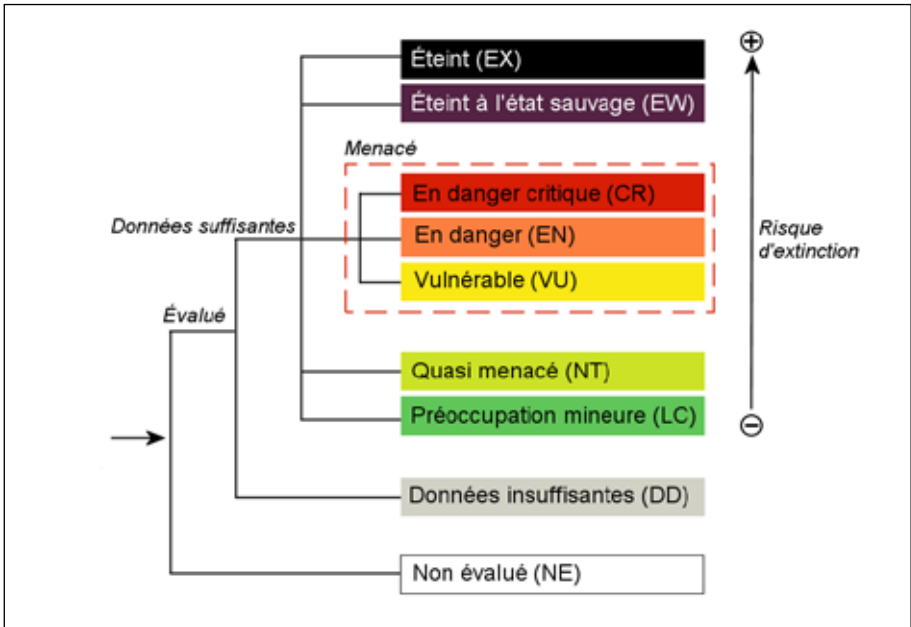 Éteint (EX)
Éteint à l'état sauvage (EW)
Menacé
En danger critique (CR)
Données suffisantes
En danger (EN)
Risque
d'extinction
Vulnérable (VU)
Évalué
Quasi menacé (NT)
Préoccupation mineure (LC)
Données insuffisantes (DD)
Non évalué (NE)